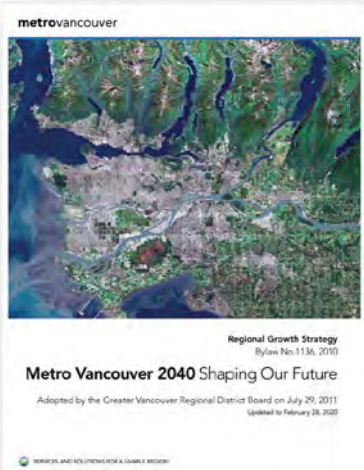 metrovancouver
Regional Growth Strategy
Bylaw No.1136, 2010
Metro Vancouver 2040 Shaping Our Future
Adopted by the Greater Vancouver Regional District Board on July 29, 2011
Updated to February 28, 2020
SERVICES AND SOLUTIONS FOR A LIVABLE REGION